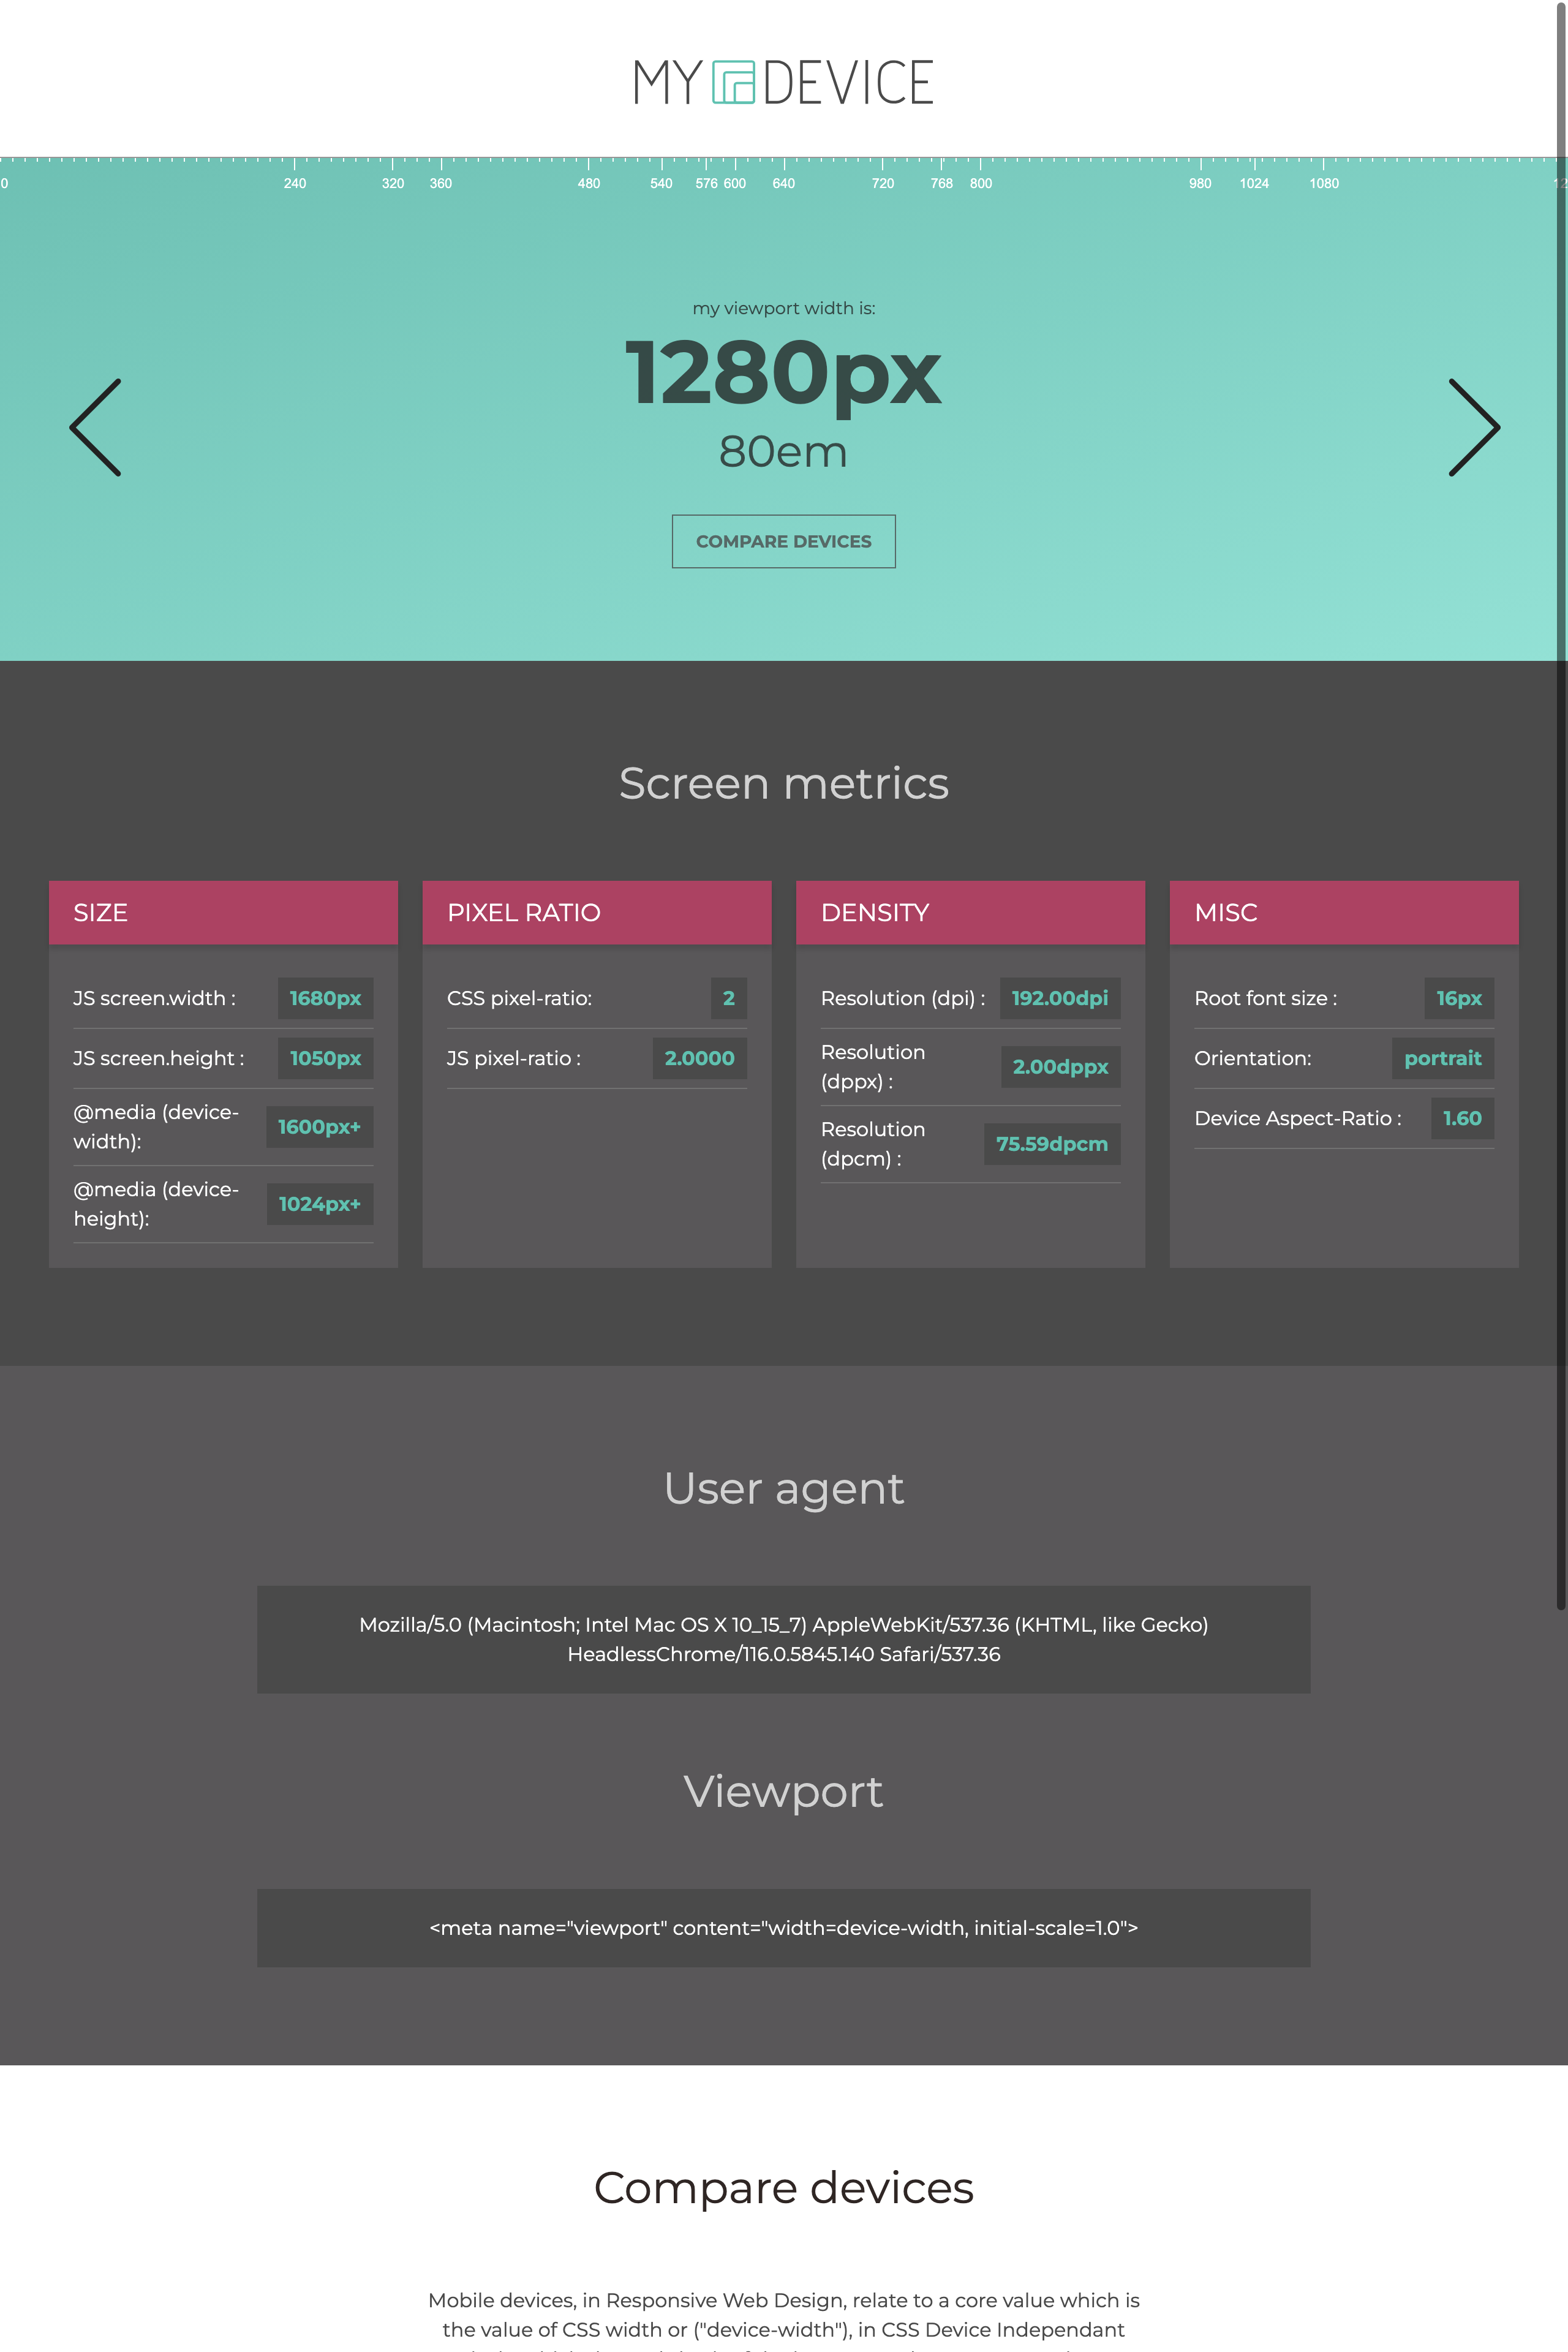 MY DEVICE
0 240 320 360 480 540 576 600 640 720 768 800 980 1024 1080
my viewport width is:
1280px
80em
COMPARE DEVICES
Screen metrics
SIZE
JS screen.width :
1680px
JS screen.height :
1050px
@media (device-
width):
1600px+
@media (device-
height):
1024px+
PIXEL RATIO
CSS pixel-ratio:
2
JS pixel-ratio :
2.0000
DENSITY
Resolution (dpi) :
192.00dpi
Resolution
(dppx) :
2.00dppx
Resolution
(dpcm) :
75.59dpcm
MISC
Root font size :
16px
Orientation:
portrait
Device Aspect-Ratio :
1.60
User agent
Mozilla/5.0 (Macintosh; Intel Mac OS X 10_15_7) AppleWebKit/537.36 (KHTML, like Gecko)
HeadlessChrome/116.0.5845.140 Safari/537.36
Viewport
<meta name="viewport" content="width=device-width, initial-scale=1.0">
Compare devices
Mobile devices, in Responsive Web Design, relate to a core value which is
the value of CSS width or ("device-width"), in CSS Device Independant